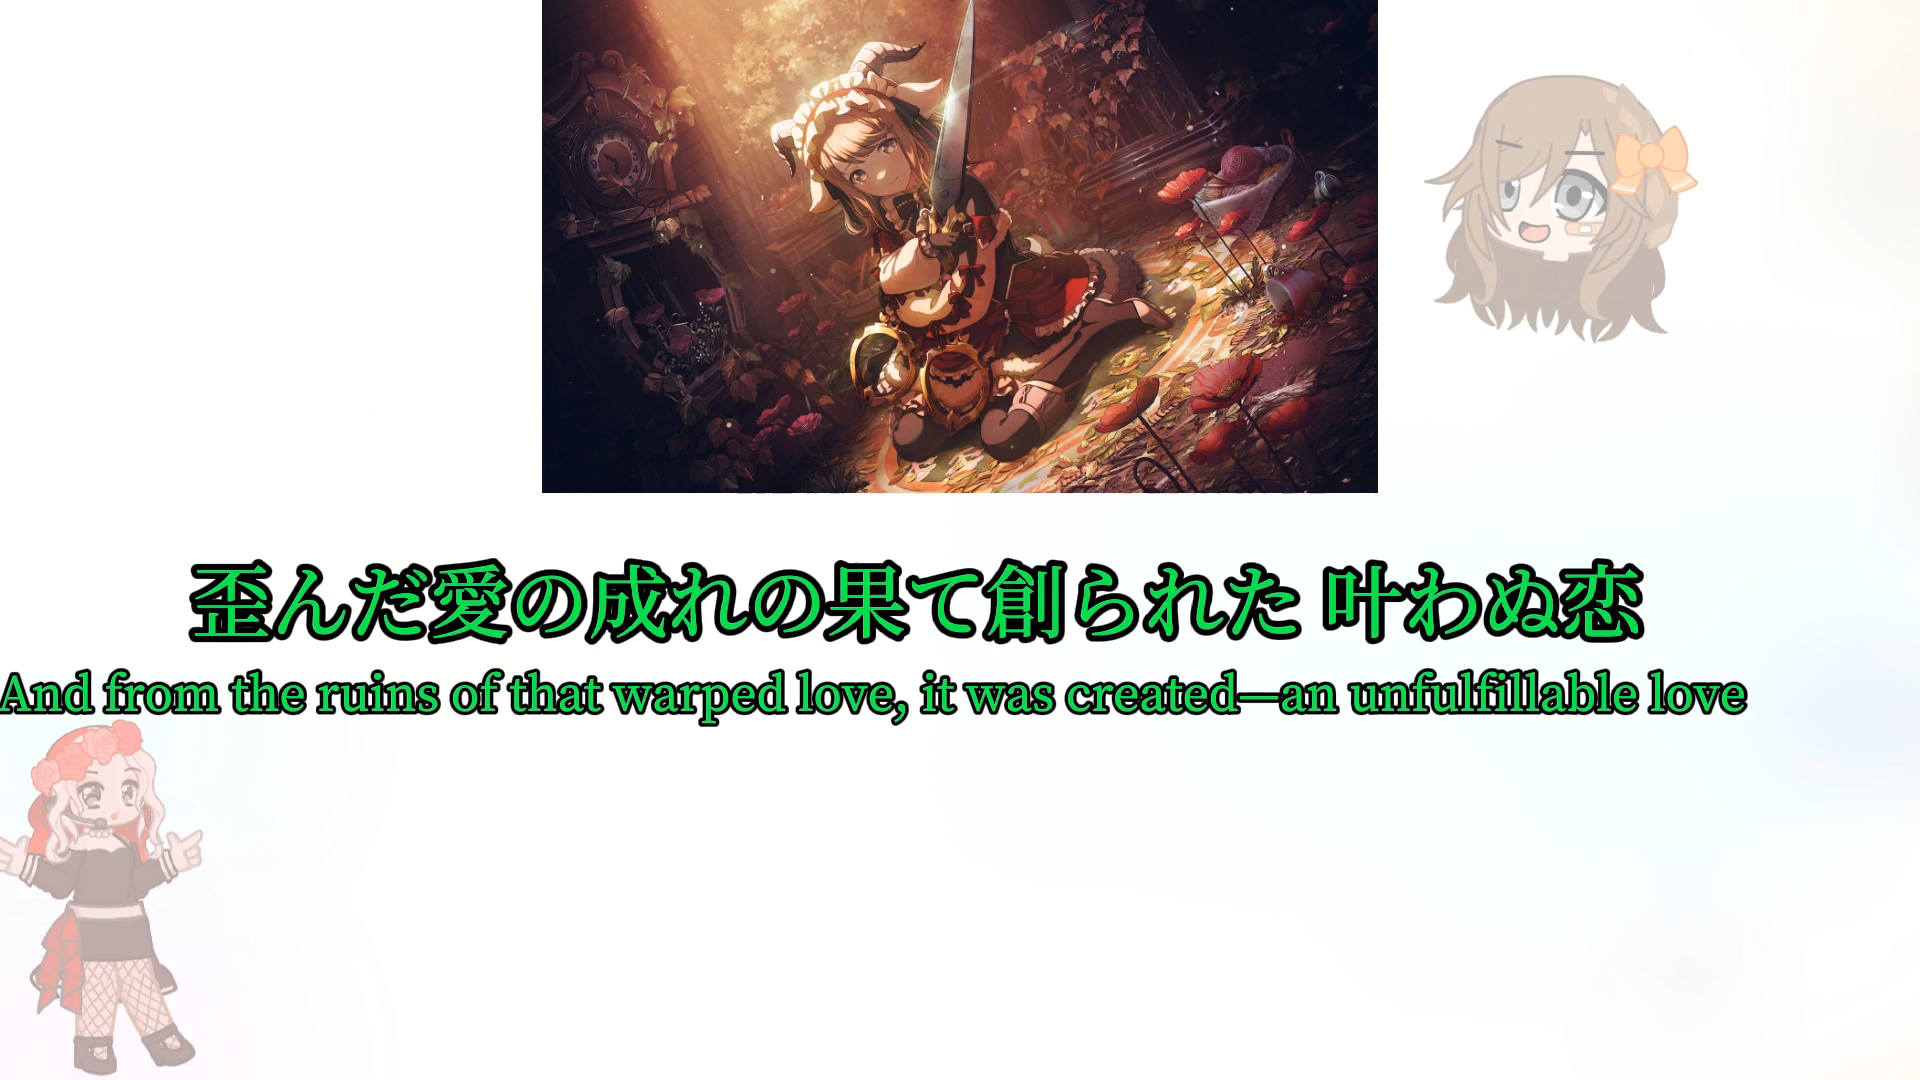 歪んだ愛の成れの果て創られた 叶わぬ恋
And from the ruins of that warped love, it was created—an unfulfillable love